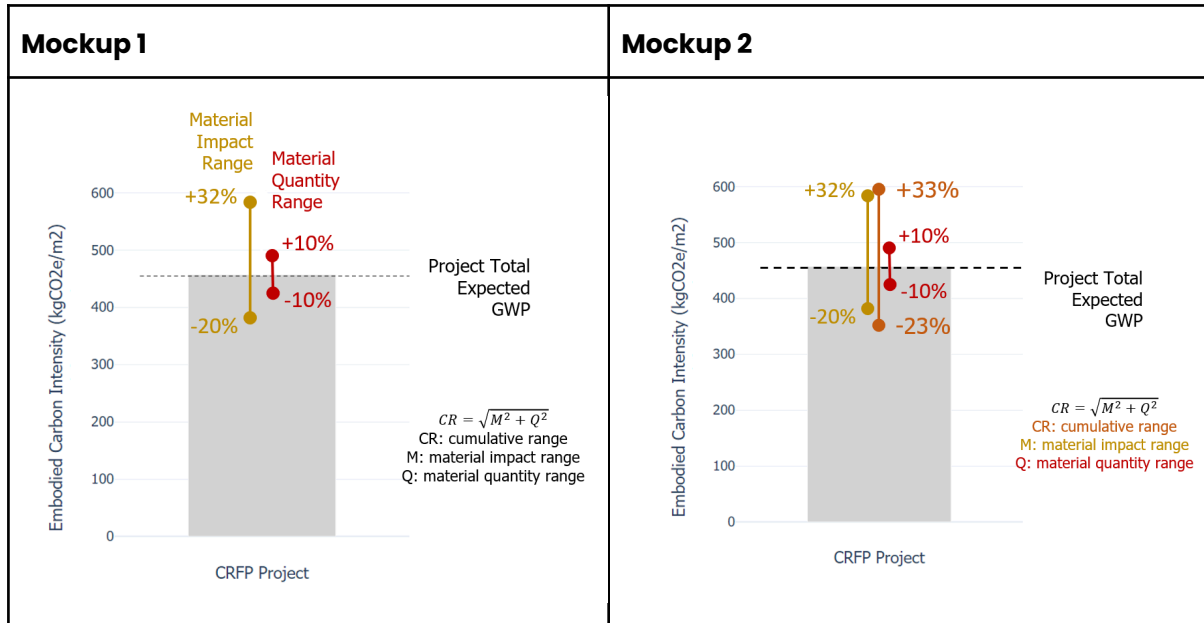 Mockup 1
Material
Impact
Range
Material
Quantity
Range
+32%
+10%
-10%
-20%
600
500
400
300
200
100
0
Embodied Carbon Intensity (kgCO2e/m2)
Project Total
Expected
GWP
CR = √M² + Q²
CR: cumulative range
M: material impact range
Q: material quantity range
CRFP Project
Mockup 2
+32%
+33%
+10%
-10%
-20%
-23%
600
500
400
300
200
100
0
Embodied Carbon Intensity (kgCO2e/m2)
Project Total
Expected
GWP
CR = √M² + Q²
CR: cumulative range
M: material impact range
Q: material quantity range
CRFP Project